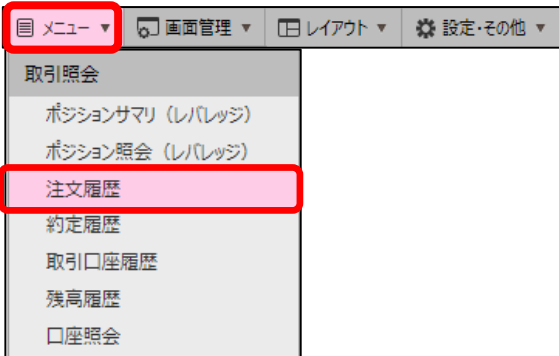 メニュー ▼ 画面管理 ▼ レイアウト ▼ 設定・その他 ▼
取引照会
ポジションサマリ（レバレッジ）
ポジション照会（レバレッジ）
注文履歴
約定履歴
取引口座履歴
残高履歴
口座照会